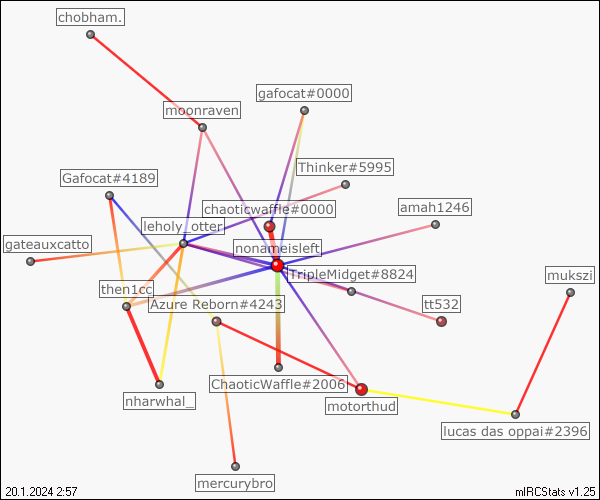 chobham.
gafocat#0000
moonraven
Thinker#5995
Gafocat#4189
chaoticwaffle#0000
amah1246
leholy_otter
gateauxcatto
nonameisleft
TripleMidget#8824
mukszi
then1cc
Azure Reborn#4243
tt532
ChaoticWaffle#2006
nharwhal_
motorthud
lucas das oppai#2396
mercurybro
20.1.2024 2:57
mIRCStats v1.25